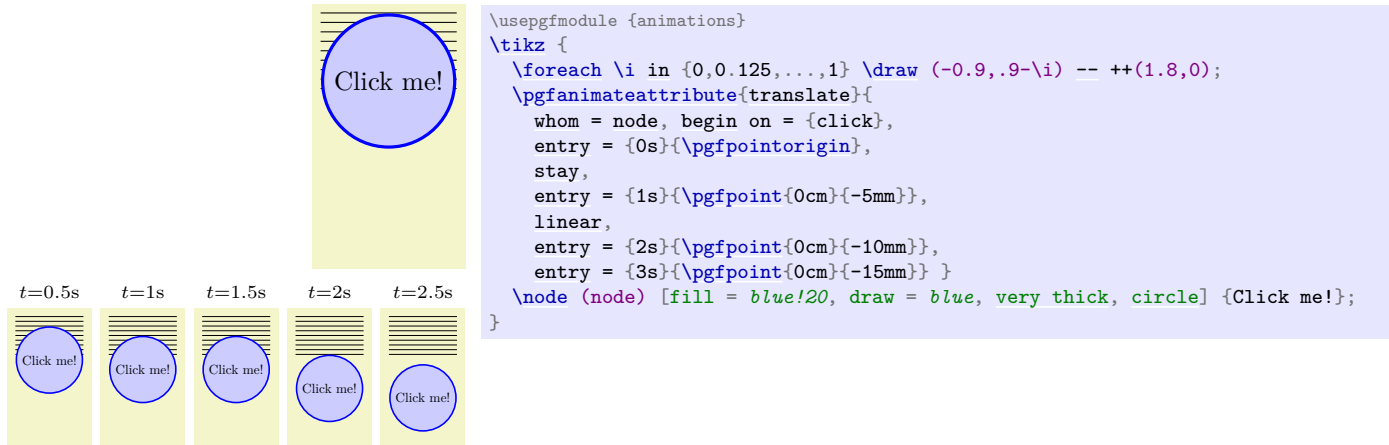 Click me!
t=0.5s t=1s t=1.5s t=2s t=2.5s
Click me! Click me! Click me! Click me! Click me!
\usepgfmodule {animations}
\tikz {
  \foreach \i in {0,0.125,...,1} \draw (-0.9,.9-\i) -- ++(1.8,0);
  \pgfanimateattribute{translate}{
    whom = node, begin on = {click},
    entry = {0s}{\pgfpointorigin},
    stay,
    entry = {1s}{\pgfpoint{0cm}{-5mm}},
    linear,
    entry = {2s}{\pgfpoint{0cm}{-10mm}},
    entry = {3s}{\pgfpoint{0cm}{-15mm}} }
  \node (node) [fill = blue!20, draw = blue, very thick, circle] {Click me!};
}